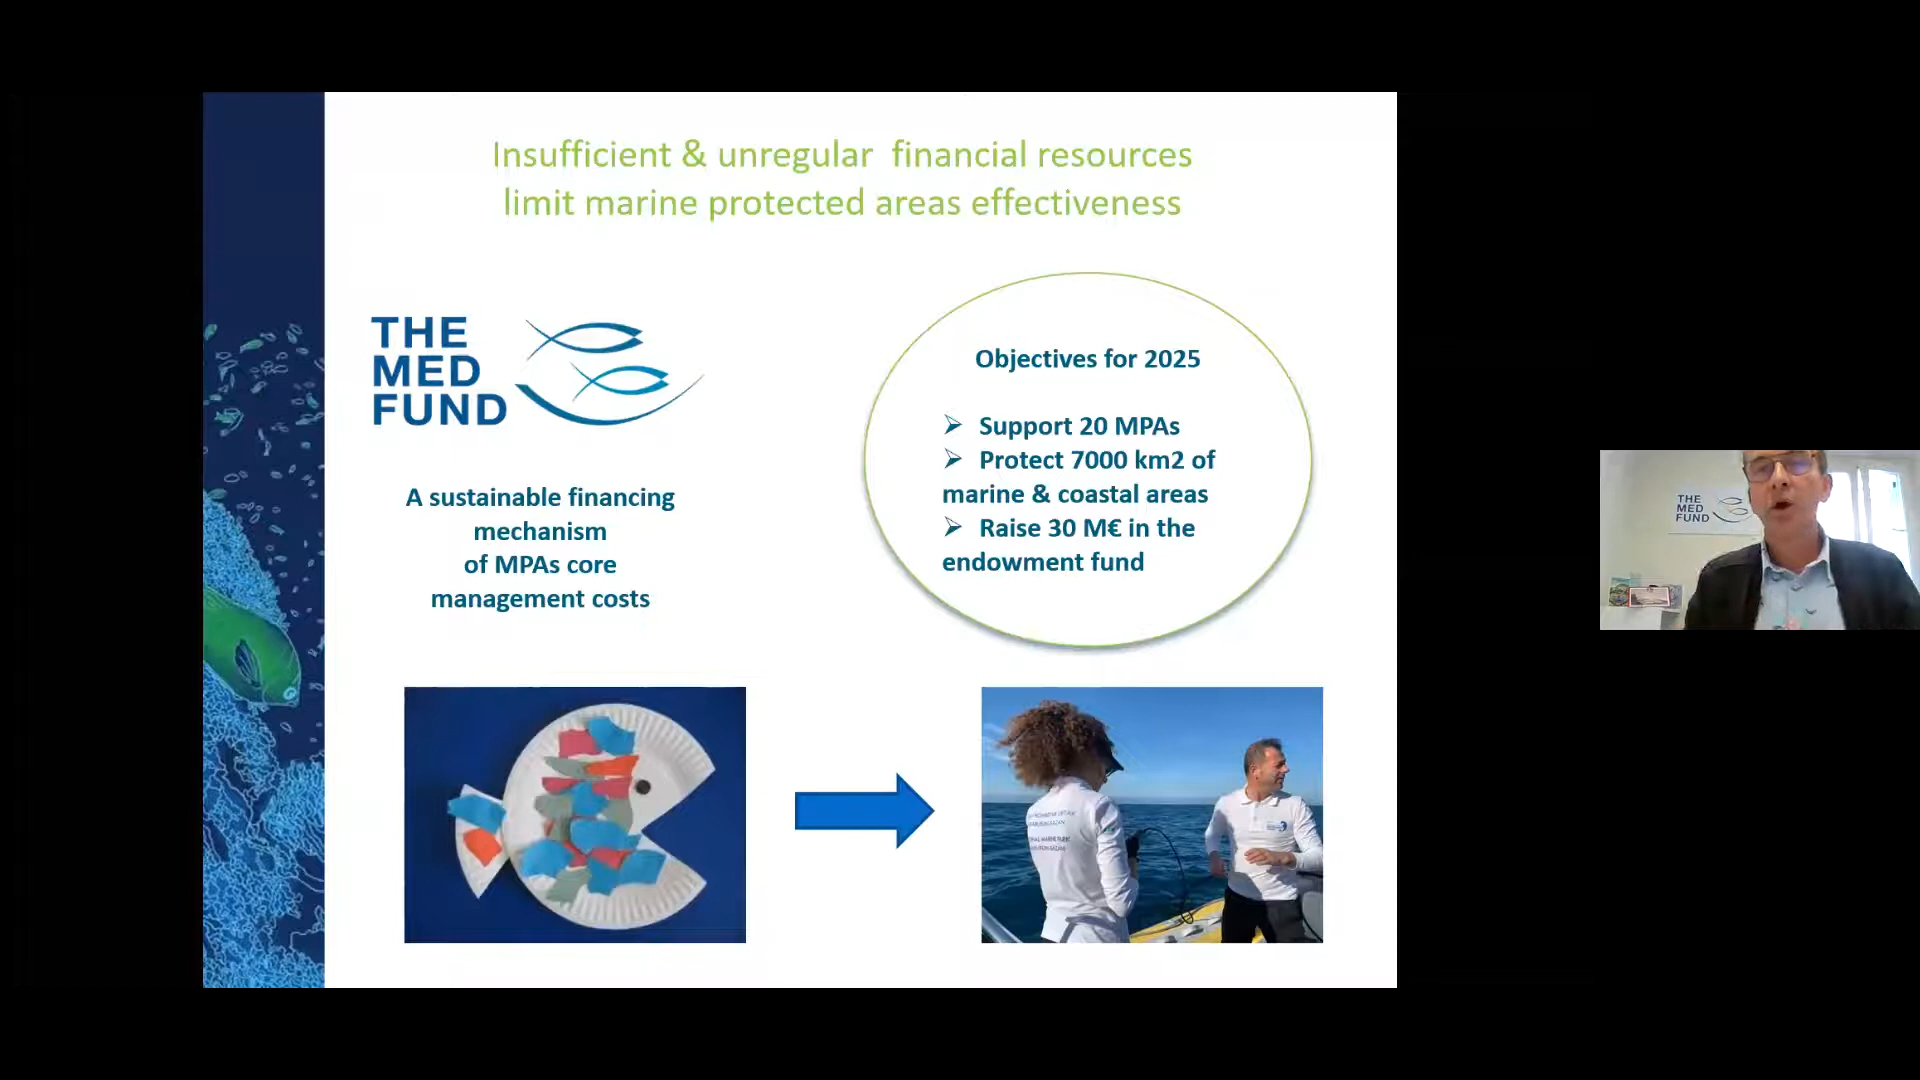 Insufficient & unregular financial resources
limit marine protected areas effectiveness
THE
MED
FUND
A sustainable financing
mechanism
of MPAs core
management costs
Objectives for 2025
➢ Support 20 MPAs
➢ Protect 7000 km2 of
marine & coastal areas
➢ Raise 30 M€ in the
endowment fund
THE
MED
FUND